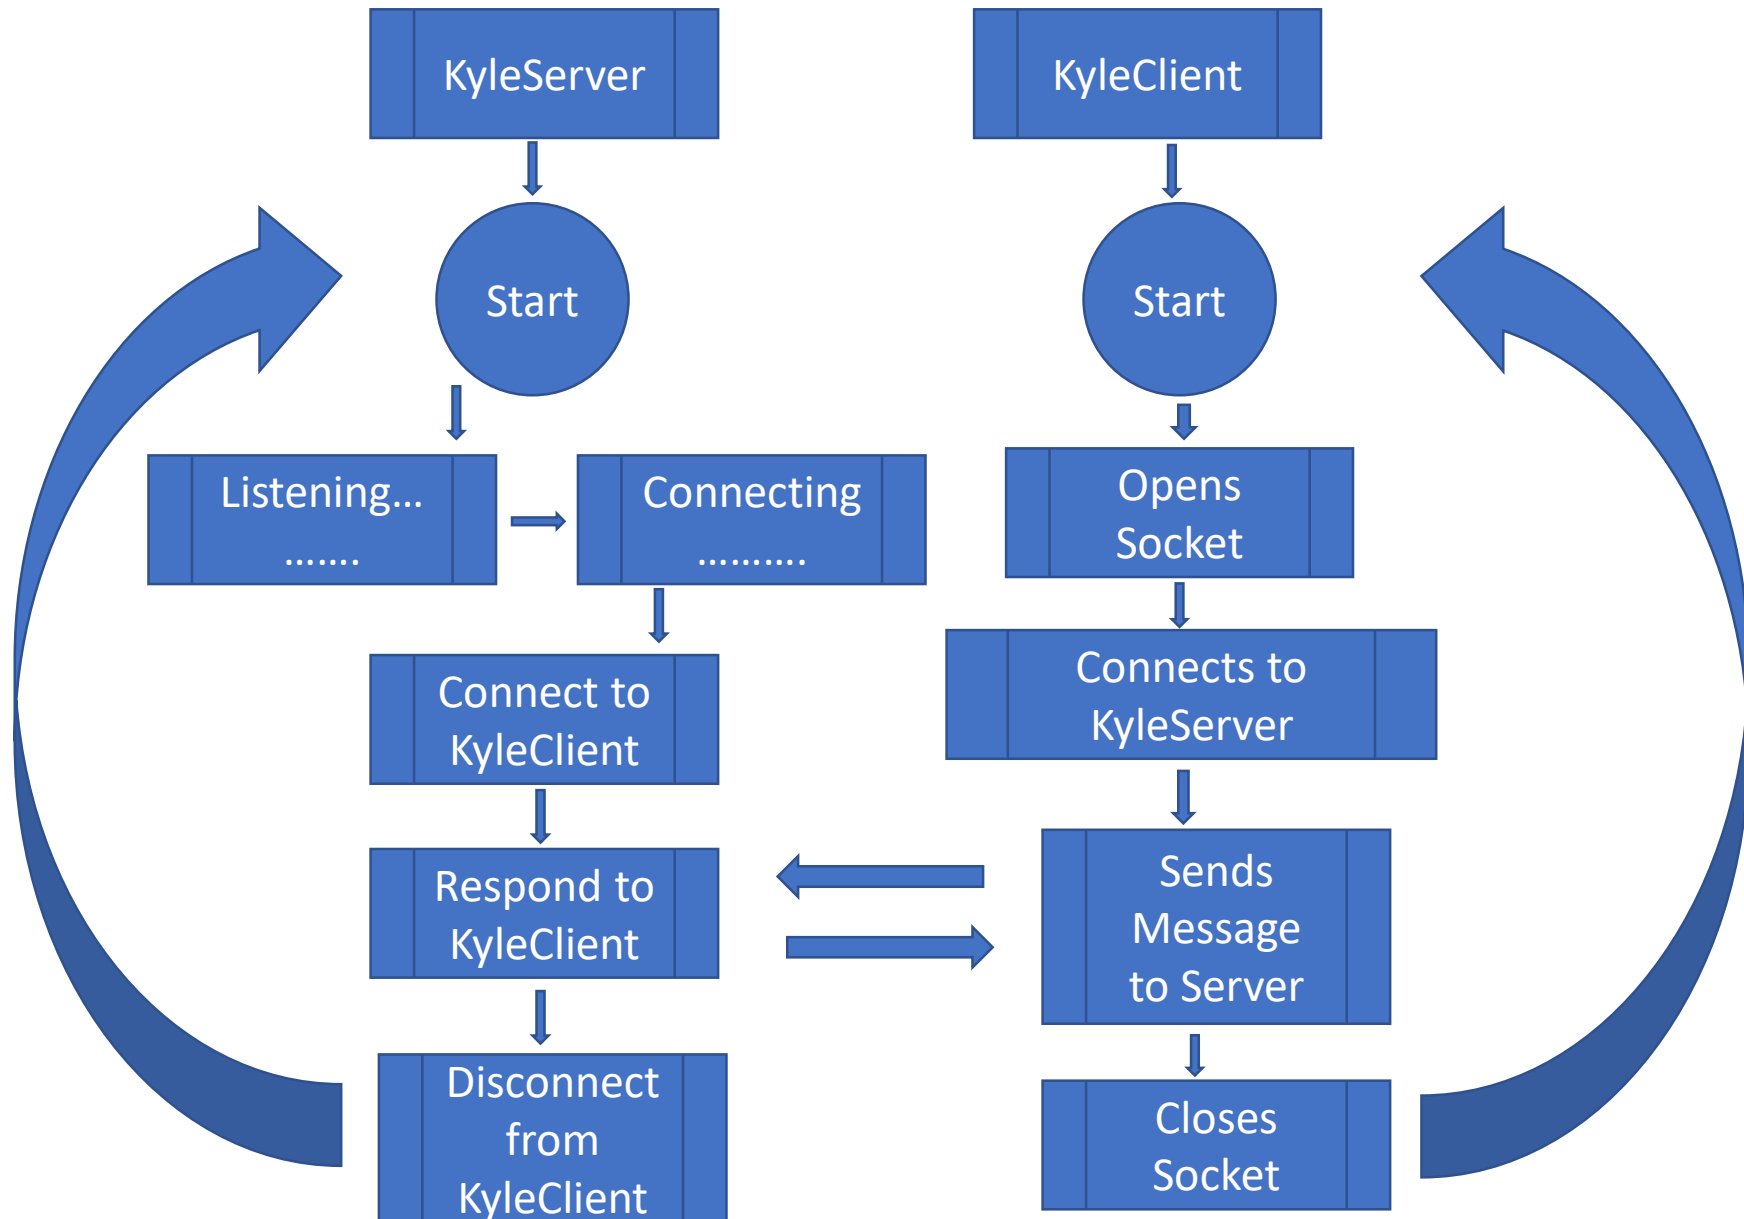 KyleServer
Start
Listening...
.......
Connecting
..........
Connect to
KyleClient
Respond to
KyleClient
Disconnect
from
KyleClient
KyleClient
Start
Opens
Socket
Connects to
KyleServer
Sends
Message
to Server
Closes
Socket